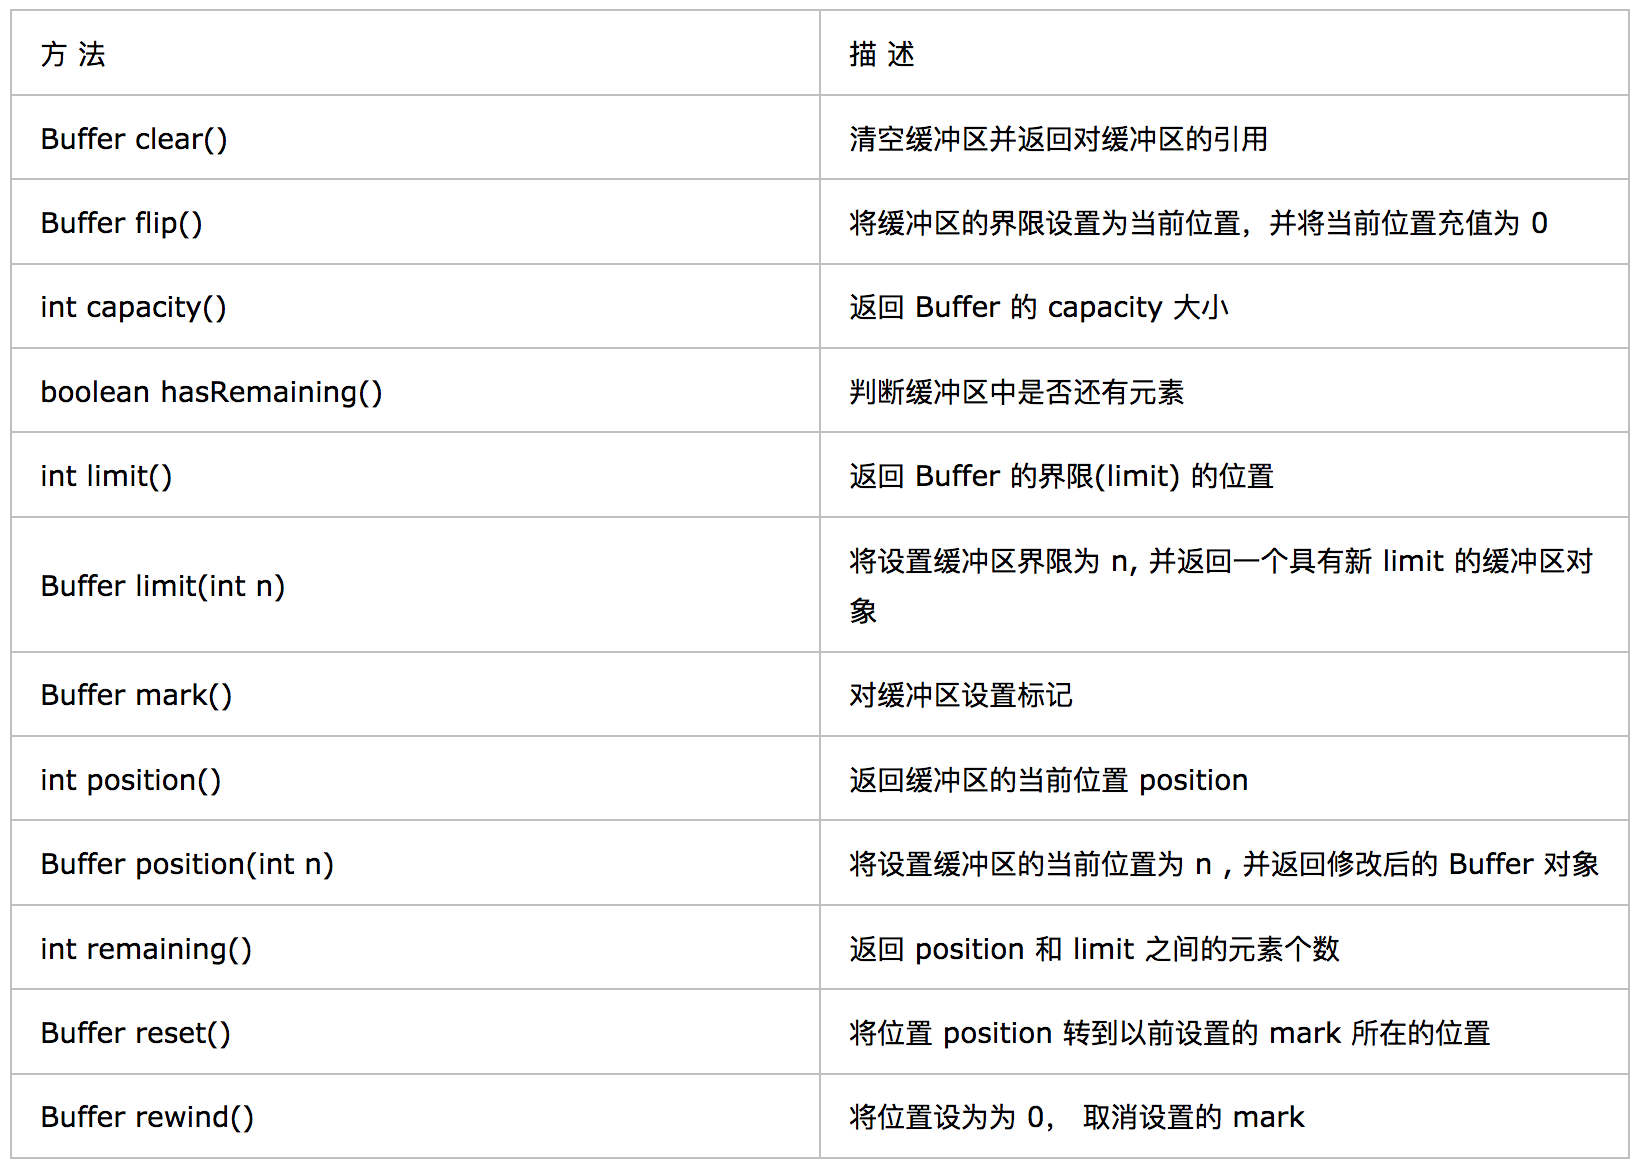 方 法
描 述
Buffer clear()
清空缓冲区并返回对缓冲区的引用
Buffer flip()
将缓冲区的界限设置为当前位置，并将当前位置充值为 0
int capacity()
返回 Buffer 的 capacity 大小
boolean hasRemaining()
判断缓冲区中是否还有元素
int limit()
返回 Buffer 的界限(limit) 的位置
Buffer limit(int n)
将设置缓冲区界限为 n, 并返回一个具有新 limit 的缓冲区对
象
Buffer mark()
对缓冲区设置标记
int position()
返回缓冲区的当前位置 position
Buffer position(int n)
将设置缓冲区的当前位置为 n , 并返回修改后的 Buffer 对象
int remaining()
返回 position 和 limit 之间的元素个数
Buffer reset()
将位置 position 转到以前设置的 mark 所在的位置
Buffer rewind()
将位置设为为 0， 取消设置的 mark